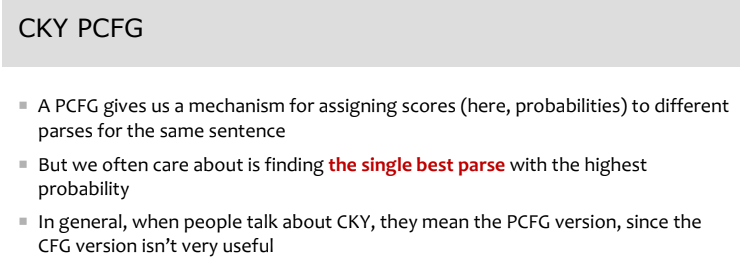 CKY PCFG
A PCFG gives us a mechanism for assigning scores (here, probabilities) to different
parses for the same sentence
But we often care about is finding the single best parse with the highest
probability
In general, when people talk about CKY, they mean the PCFG version, since the
CFG version isn't very useful